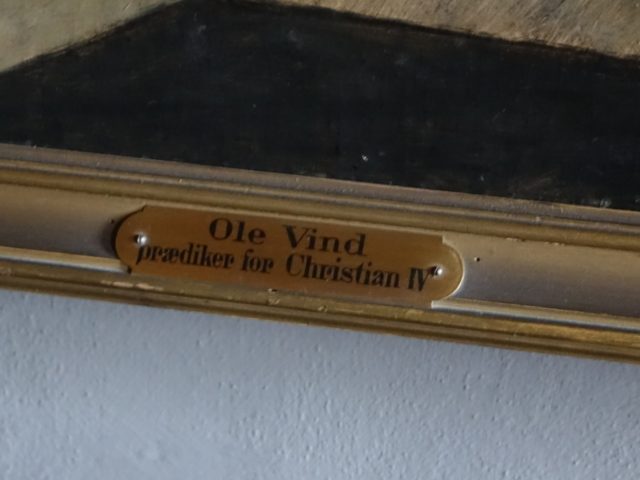 Ole Vind
prædiker for Christian IV